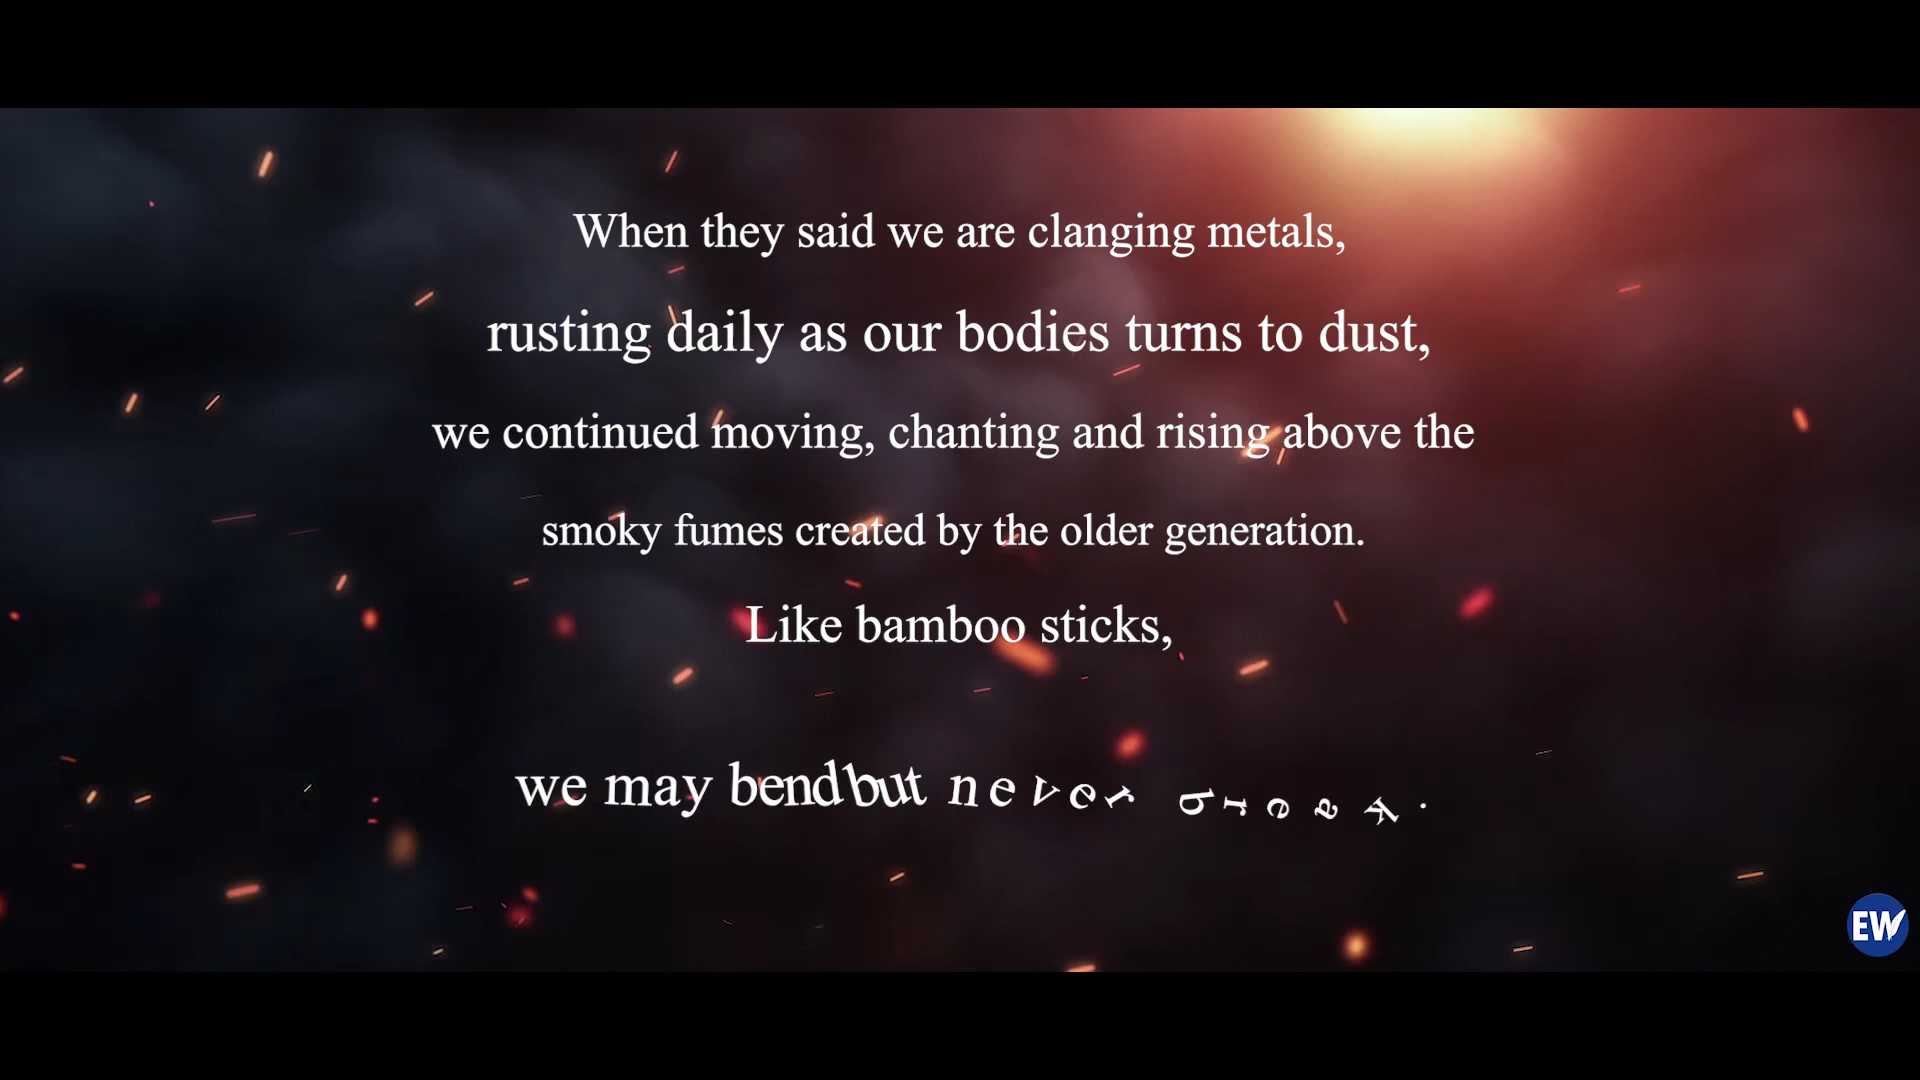 When they said we are clanging metals,
rusting daily as our bodies turns to dust,
we continued moving, chanting and rising above the
smoky fumes created by the older generation.
Like bamboo sticks,
we may bend but never break.
EW